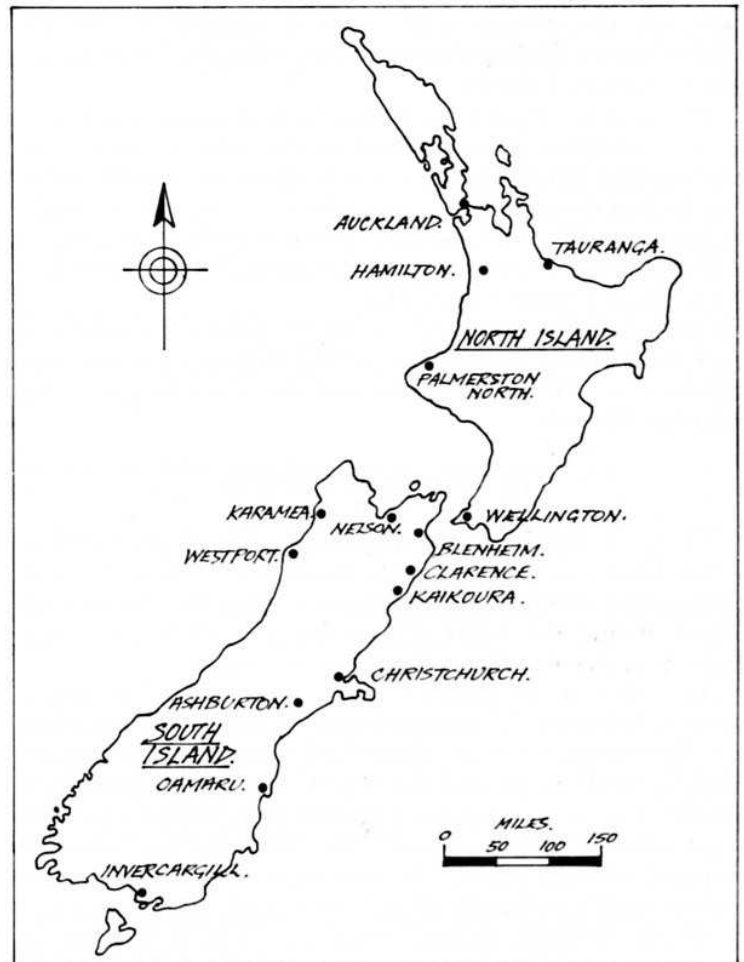 AUCKLAND.
TAURANGA.
HAMILTON.
NORTH ISLAND.
PALMERSTON
NORTH.
KARAMEA.
NELSON.
WELLINGTON.
WESTPORT.
BLENHEIM.
CLARENCE.
KAIKOURA.
CHRISTCHURCH.
ASHBURTON.
SOUTH
ISLAND.
OAMARU.
MILES.
0 50 100 150
INVERCARGILL.